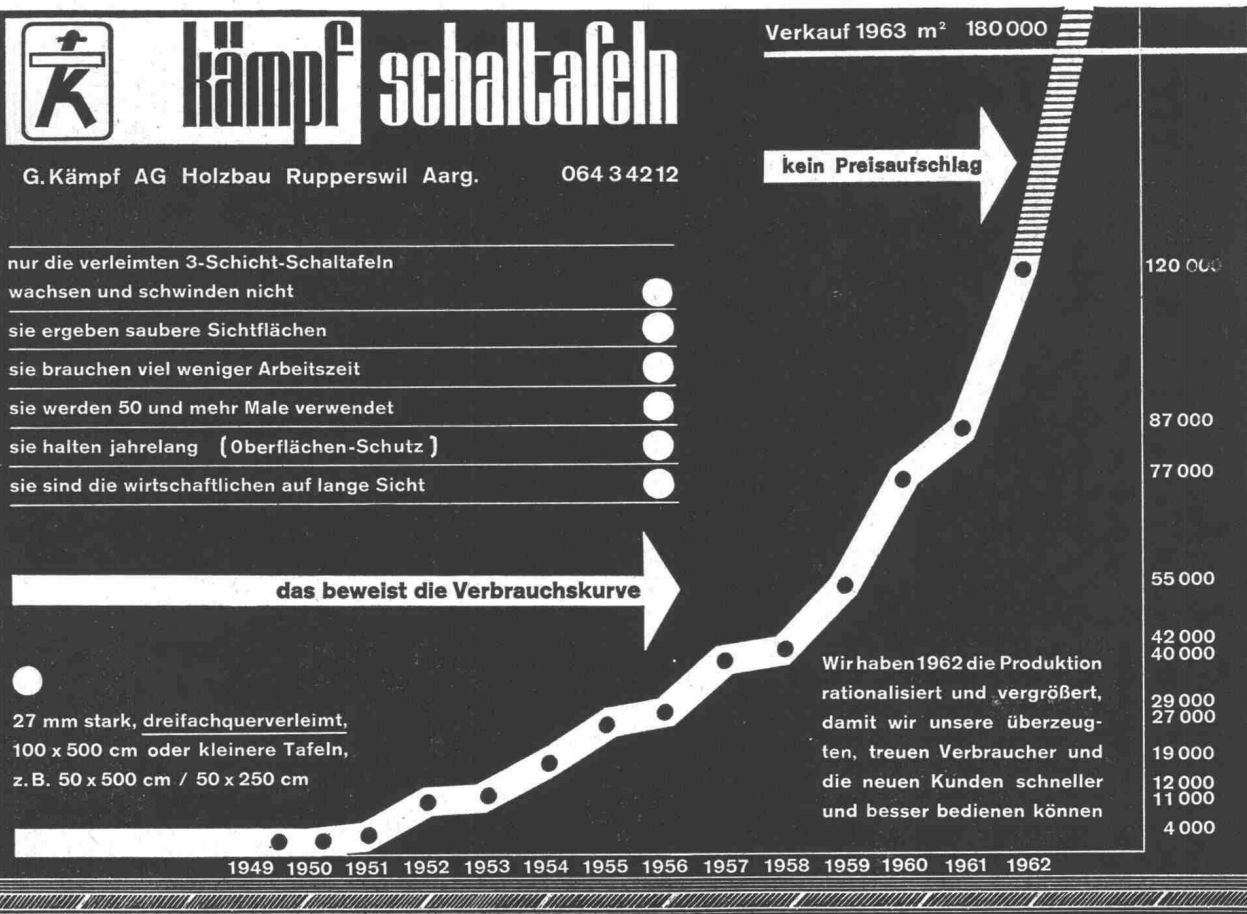 K
kämpf schaltafeln
G. Kämpf AG Holzbau Rupperswil Aarg. 064 3 42 12
nur die verleimten 3-Schicht-Schaltafeln
wachsen und schwinden nicht
sie ergeben saubere Sichtflächen
sie brauchen viel weniger Arbeitszeit
sie werden 50 und mehr Male verwendet
sie halten jahrelang (Oberflächen-Schutz)
sie sind die wirtschaftlichen auf lange Sicht
das beweist die Verbrauchskurve
27 mm stark, dreifachquerverleimt,
100 x 500 cm oder kleinere Tafeln,
z.B. 50 x 500 cm / 50 x 250 cm
Verkauf 1963 m² 180 000
kein Preisaufschlag
120 000
87 000
77 000
55 000
42 000
40 000
29 000
27 000
19 000
12 000
11 000
4 000
Wir haben 1962 die Produktion
rationalisiert und vergrößert,
damit wir unsere überzeug-
ten, treuen Verbraucher und
die neuen Kunden schneller
und besser bedienen können
1949 1950 1951 1952 1953 1954 1955 1956 1957 1958 1959 1960 1961 1962